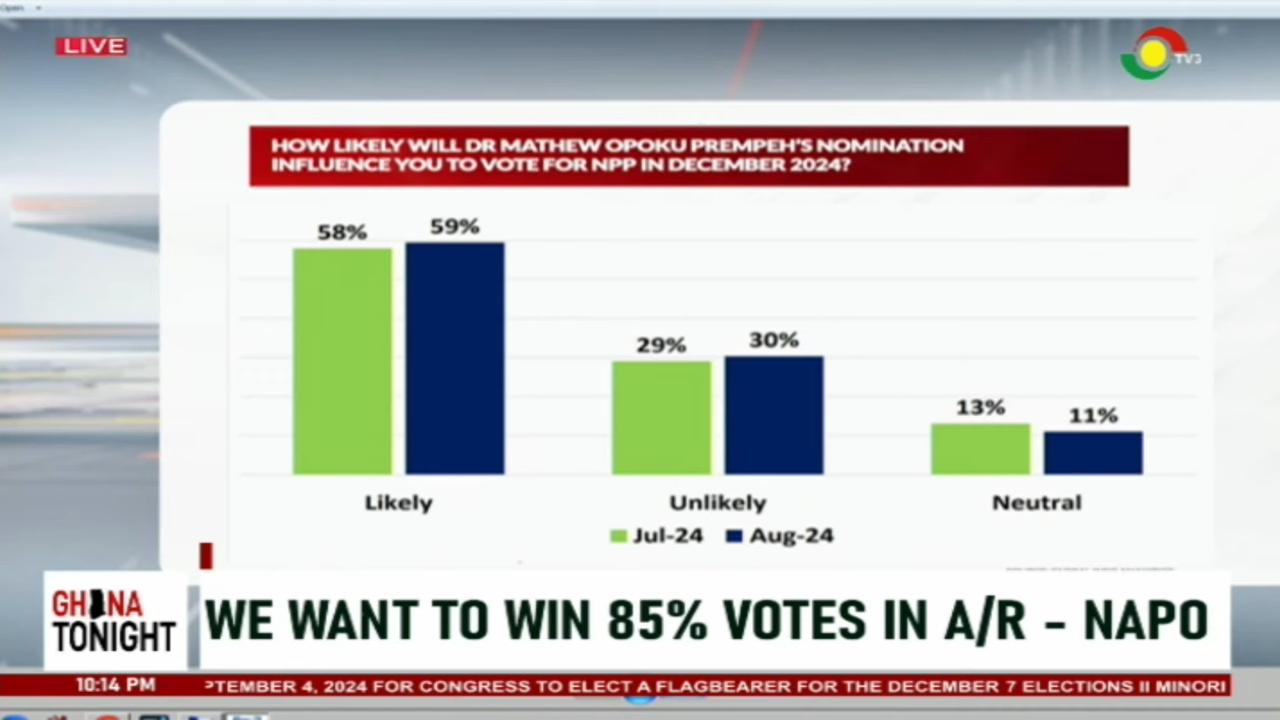 Open
LIVE
TV3
HOW LIKELY WILL DR MATHEW OPOKU PREMPEH'S NOMINATION
INFLUENCE YOU TO VOTE FOR NPP IN DECEMBER 2024?
58%
59%
29%
30%
13%
11%
Likely
Unlikely
Neutral
Jul-24
Aug-24
GHANA
TONIGHT
WE WANT TO WIN 85% VOTES IN A/R - NAPO
10:14 PM
PTEMBER 4, 2024 FOR CONGRESS TO ELECT A FLAGBEARER FOR THE DECEMBER 7 ELECTIONS II MINORI